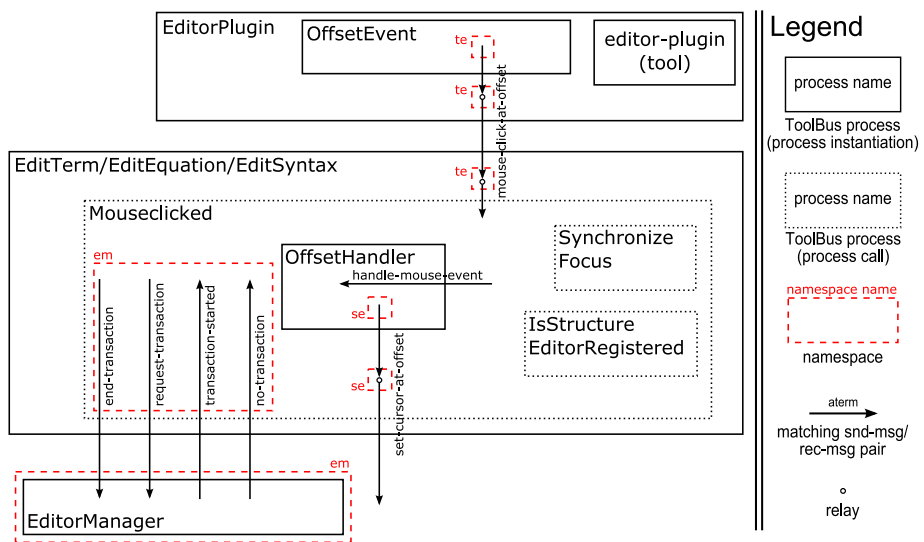 EditorPlugin
OffsetEvent
te
editor-plugin
(tool)
te
mouse-click-at-offset
EditTerm/EditEquation/EditSyntax
te
Mouseclicked
em
end-transaction
request-transaction
transaction-started
no-transaction
OffsetHandler
handle-mouse-event
se
se
set-cursor-at-offset
Synchronize
Focus
IsStructure
EditorRegistered
em
EditorManager
Legend
process name
ToolBus process
(process instantiation)
process name
ToolBus process
(process call)
namespace name
namespace
aterm
matching snd-msg/
rec-msg pair
relay